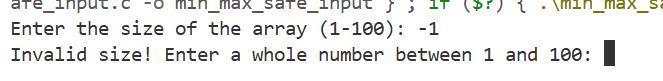 afe_input.c -o min_max_safe_input } ; if ($?) { .\min_max_sa
Enter the size of the array (1-100): -1
Invalid size! Enter a whole number between 1 and 100: